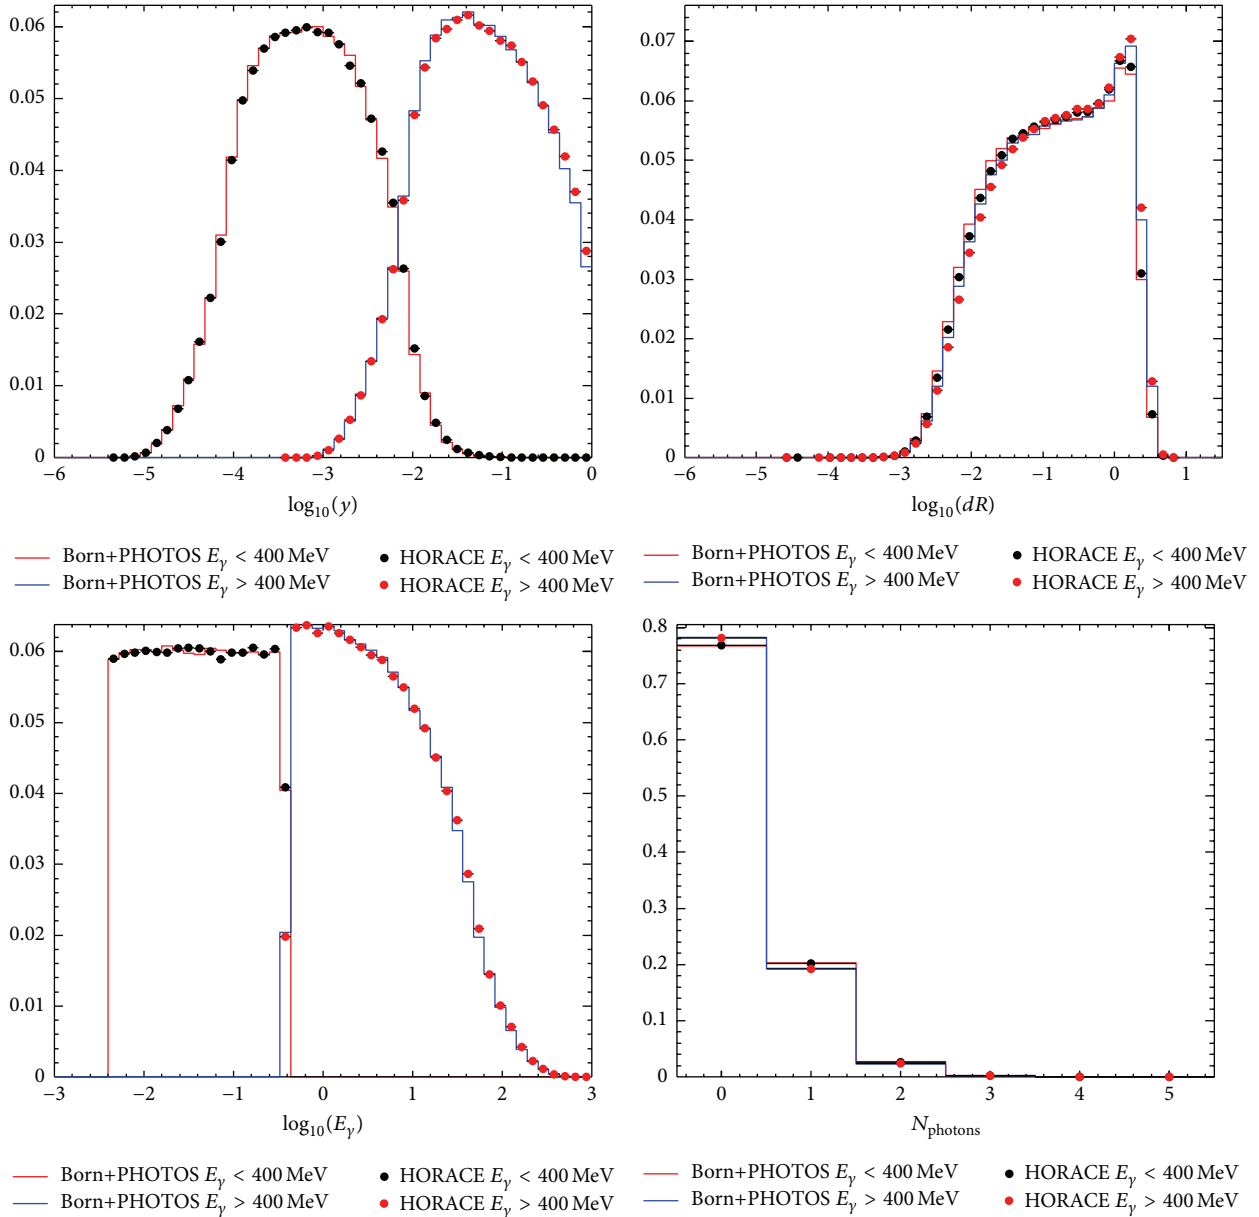 0.06
0.05
0.04
0.03
0.02
0.01
0
−6 −5 −4 −3 −2 −1 0
log10(y)
Born+PHOTOS Eγ < 400 MeV
Born+PHOTOS Eγ > 400 MeV
HORACE Eγ < 400 MeV
HORACE Eγ > 400 MeV
0.07
0.06
0.05
0.04
0.03
0.02
0.01
0
−6 −5 −4 −3 −2 −1 0 1
log10(dR)
Born+PHOTOS Eγ < 400 MeV
Born+PHOTOS Eγ > 400 MeV
HORACE Eγ < 400 MeV
HORACE Eγ > 400 MeV
0.06
0.05
0.04
0.03
0.02
0.01
0
−3 −2 −1 0 1 2 3
log10(Eγ)
Born+PHOTOS Eγ < 400 MeV
Born+PHOTOS Eγ > 400 MeV
HORACE Eγ < 400 MeV
HORACE Eγ > 400 MeV
0.8
0.7
0.6
0.5
0.4
0.3
0.2
0.1
0
0 1 2 3 4 5
Nphotons
Born+PHOTOS Eγ < 400 MeV
Born+PHOTOS Eγ > 400 MeV
HORACE Eγ < 400 MeV
HORACE Eγ > 400 MeV